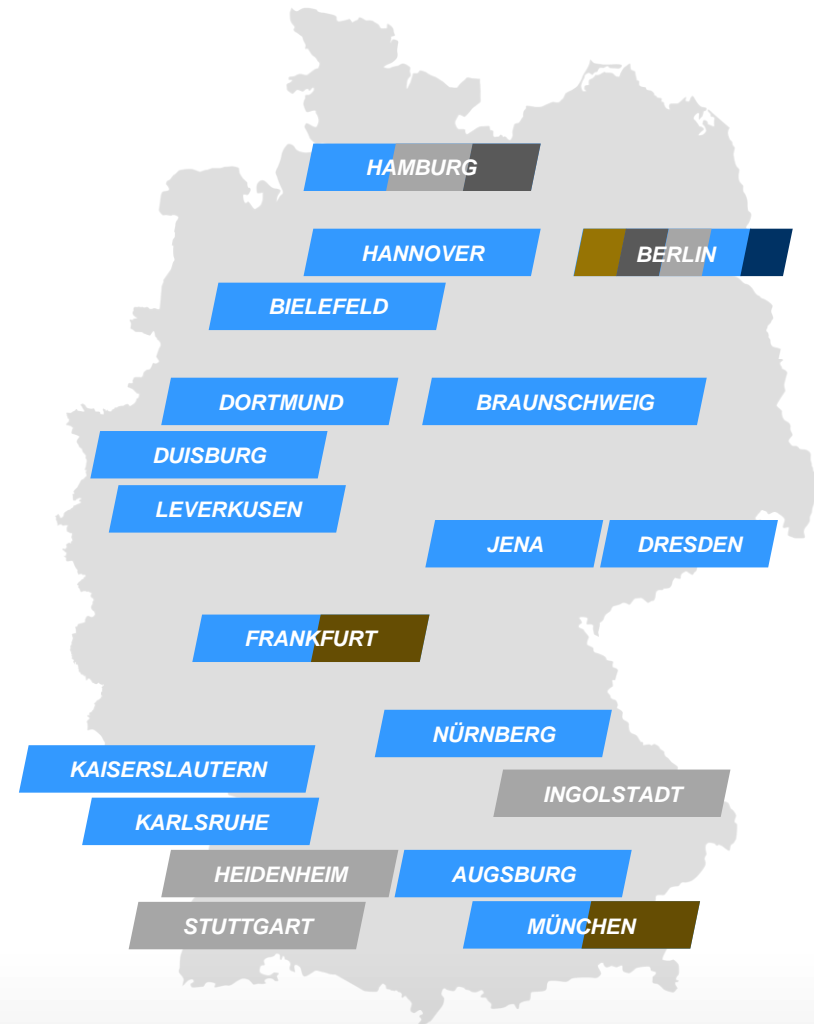 HAMBURG
HANNOVER
BERLIN
BIELEFELD
DORTMUND
BRAUNSCHWEIG
DUISBURG
LEVERKUSEN
JENA
DRESDEN
FRANKFURT
NÜRNBERG
KAISERSLAUTERN
INGOLSTADT
KARLSRUHE
HEIDENHEIM
AUGSBURG
STUTTGART
MÜNCHEN